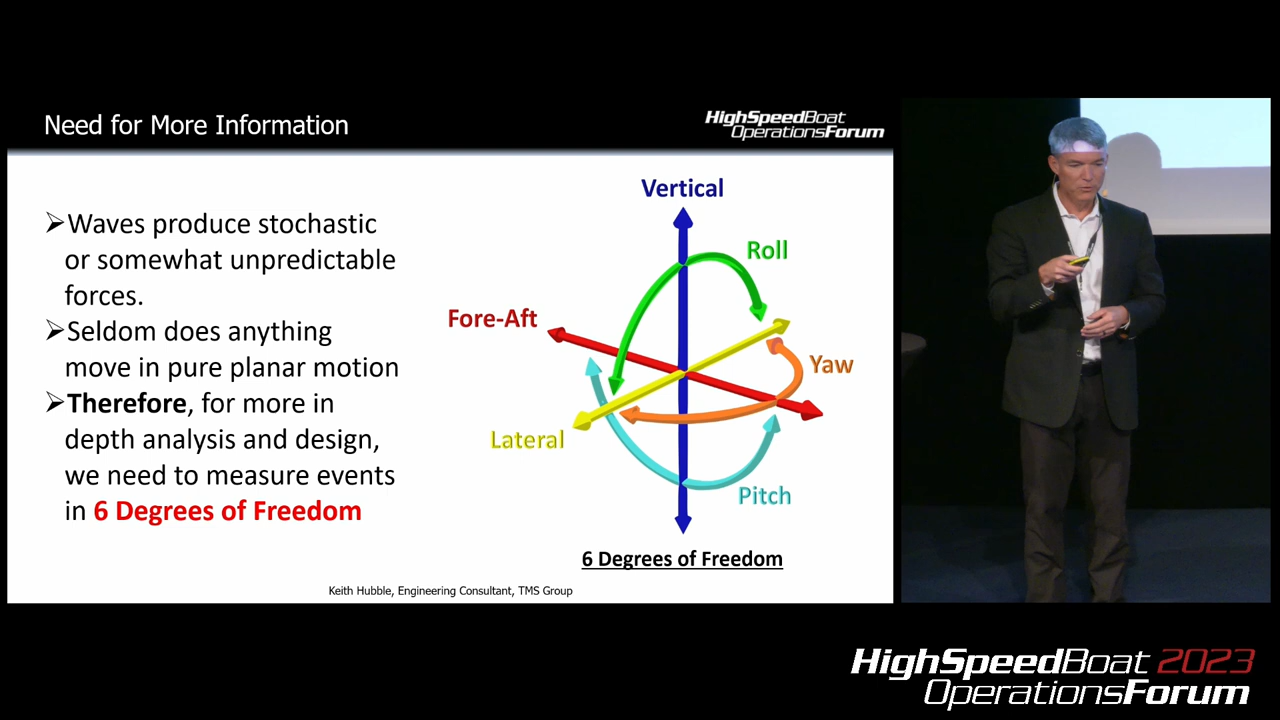 Need for More Information
HighSpeedBoat
OperationsForum
➢Waves produce stochastic
or somewhat unpredictable
forces.
➢Seldom does anything
move in pure planar motion
➢Therefore, for more in
depth analysis and design,
we need to measure events
in 6 Degrees of Freedom
Vertical
Roll
Fore-Aft
Yaw
Lateral
Pitch
6 Degrees of Freedom
Keith Hubble, Engineering Consultant, TMS Group
HighSpeedBoat 2023
OperationsForum